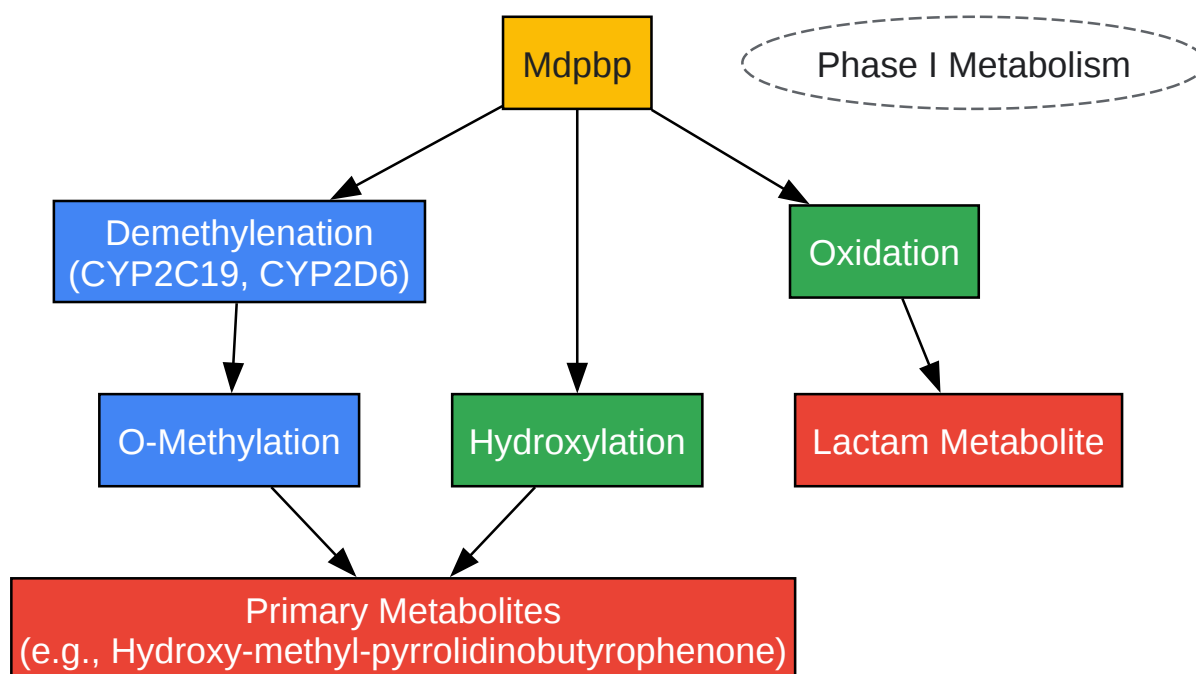 Mdpbp
Phase I Metabolism
Demethylenation
(CYP2C19, CYP2D6)
Oxidation
O-Methylation
Hydroxylation
Lactam Metabolite
Primary Metabolites
(e.g., Hydroxy-methyl-pyrrolidinobutyrophenone)